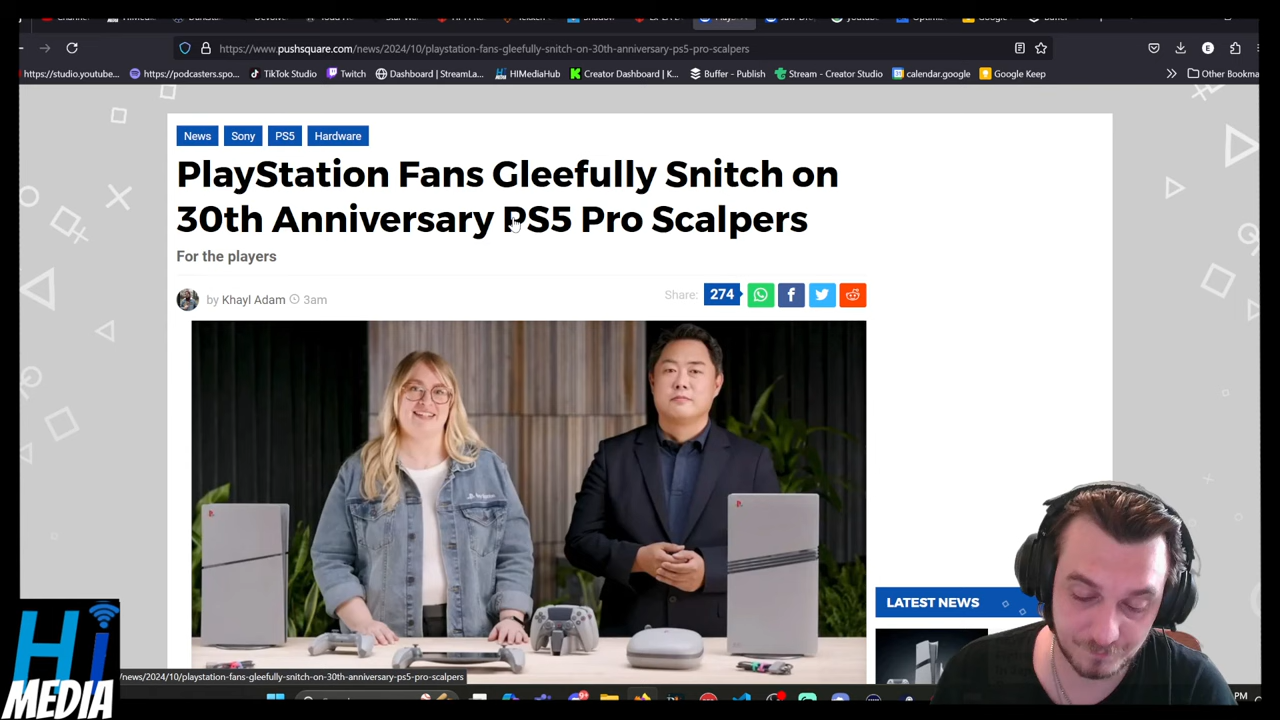 https://www.pushsquare.com/news/2024/10/playstation-fans-gleefully-snitch-on-30th-anniversary-ps5-pro-scalpers
https://studio.youtube... https://podcasters.spo... TikTok Studio Twitch Dashboard | StreamLa... HIMediaHub Creator Dashboard | K... Buffer - Publish Stream - Creator Studio calendar.google Google Keep Other Bookma
News Sony PS5 Hardware
PlayStation Fans Gleefully Snitch on
30th Anniversary PS5 Pro Scalpers
For the players
by Khayl Adam 3am
Share: 274
LATEST NEWS
/news/2024/10/playstation-fans-gleefully-snitch-on-30th-anniversary-ps5-pro-scalpers
Hi
MEDIA
PM